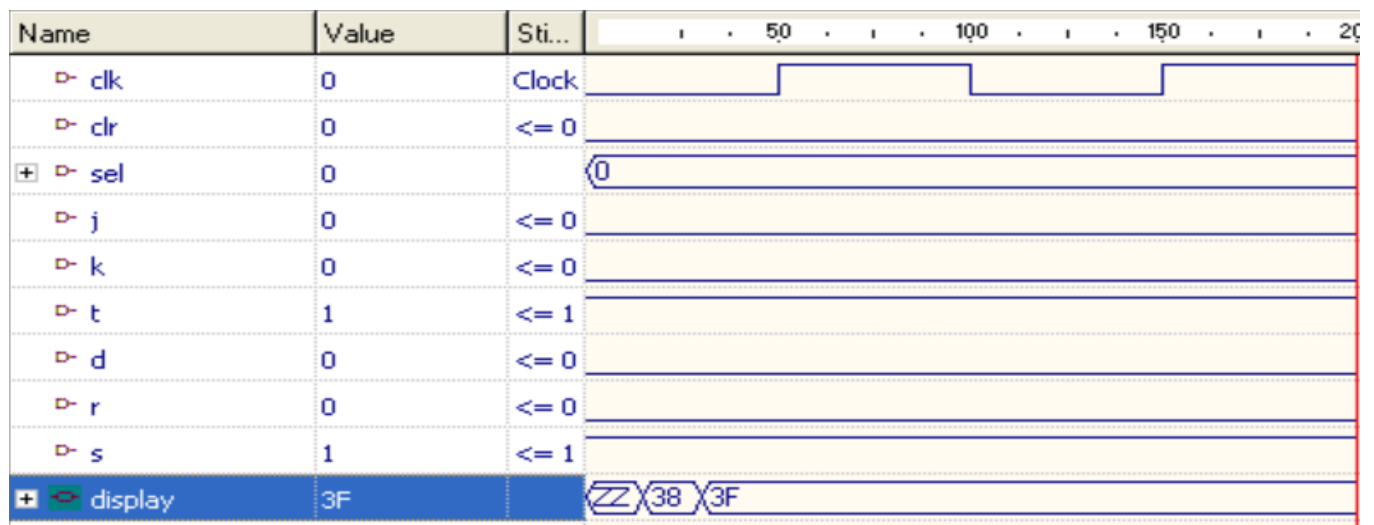 Name Value Sti... 50 100 150 20
clk 0 Clock
clr 0 <= 0
sel 0 0
j 0 <= 0
k 0 <= 0
t 1 <= 1
d 0 <= 0
r 0 <= 0
s 1 <= 1
display 3F ZZ 38 3F